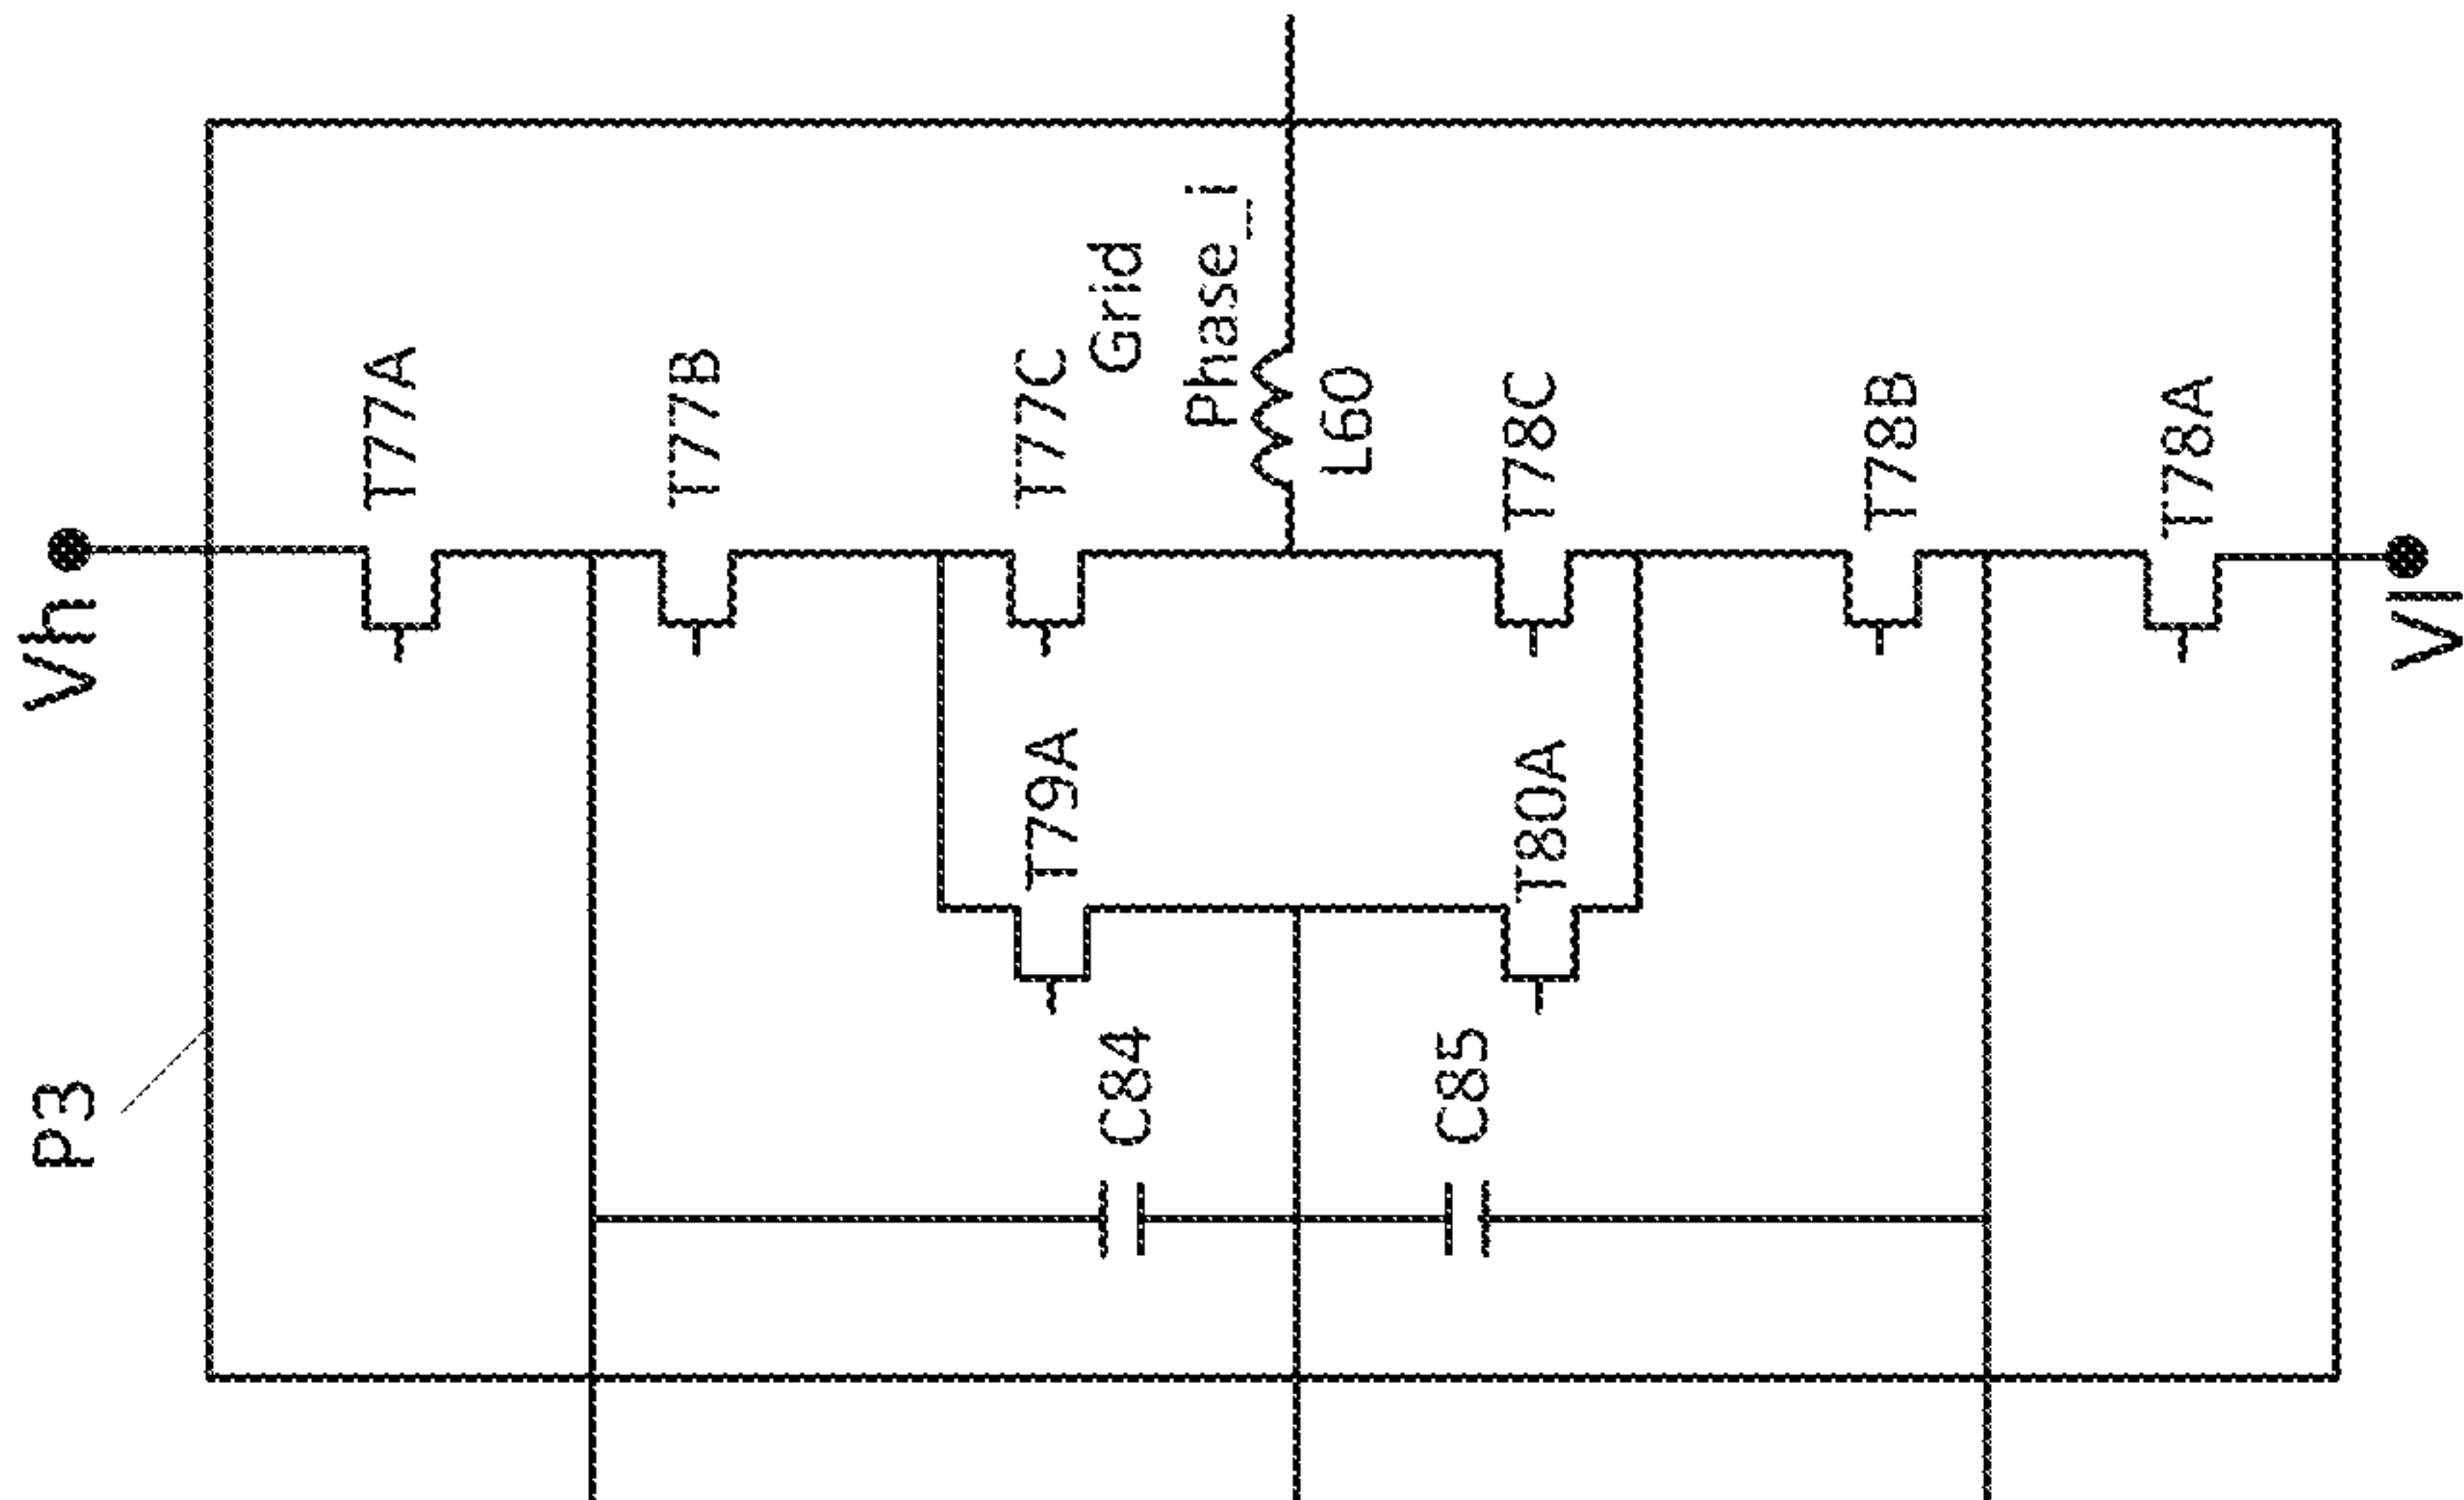 P3
Vh
T77A
T77B
T79A
T77C
C84
Grid
Phase_i
L60
C85
T80A
T78C
T78B
T78A
Vl